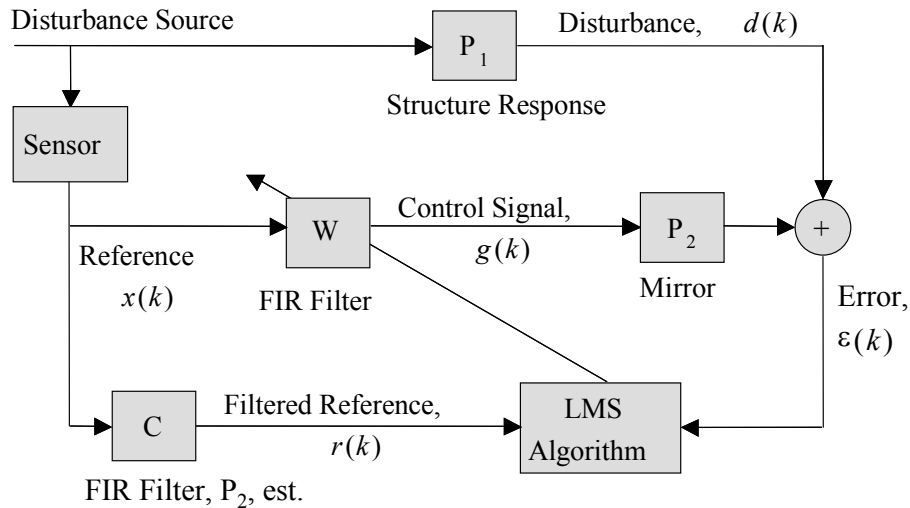 Disturbance Source
P₁
Disturbance, d(k)
Structure Response
Sensor
W
Control Signal,
g(k)
P₂
+
Reference
x(k)
FIR Filter
Mirror
Error,
ε(k)
C
Filtered Reference,
r(k)
LMS
Algorithm
FIR Filter, P₂, est.